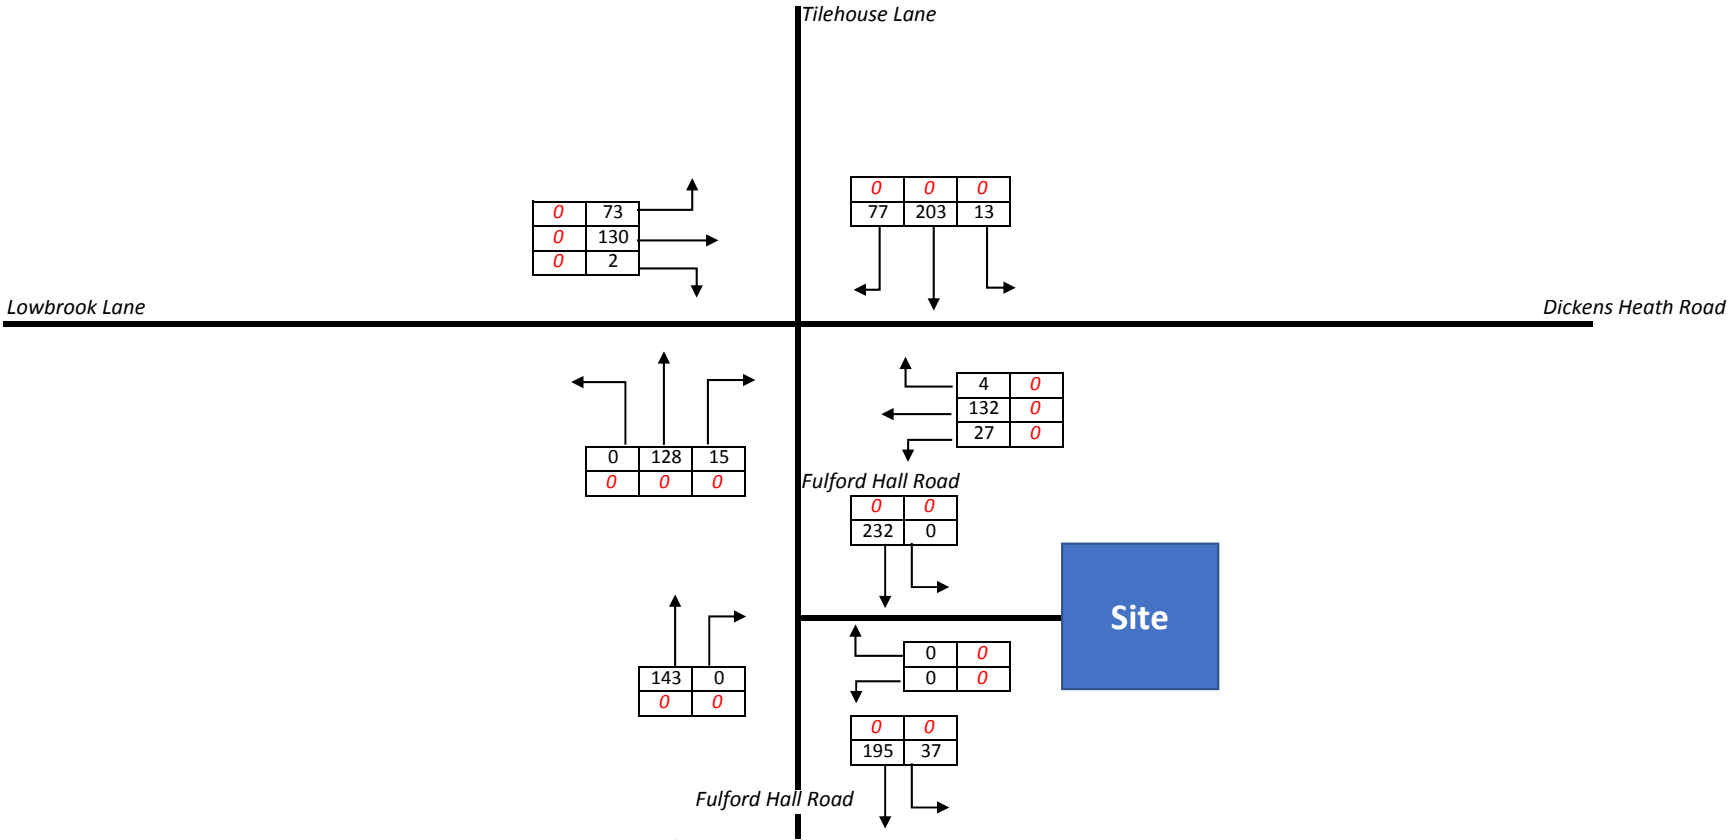 Tilehouse Lane
0 0 0
77 203 13
0 73
0 130
0 2
Lowbrook Lane
Dickens Heath Road
4 0
132 0
27 0
0 128 15
0 0 0
Fulford Hall Road
0 0
232 0
Site
0 0
0 0
143 0
0 0
0 0
195 37
Fulford Hall Road